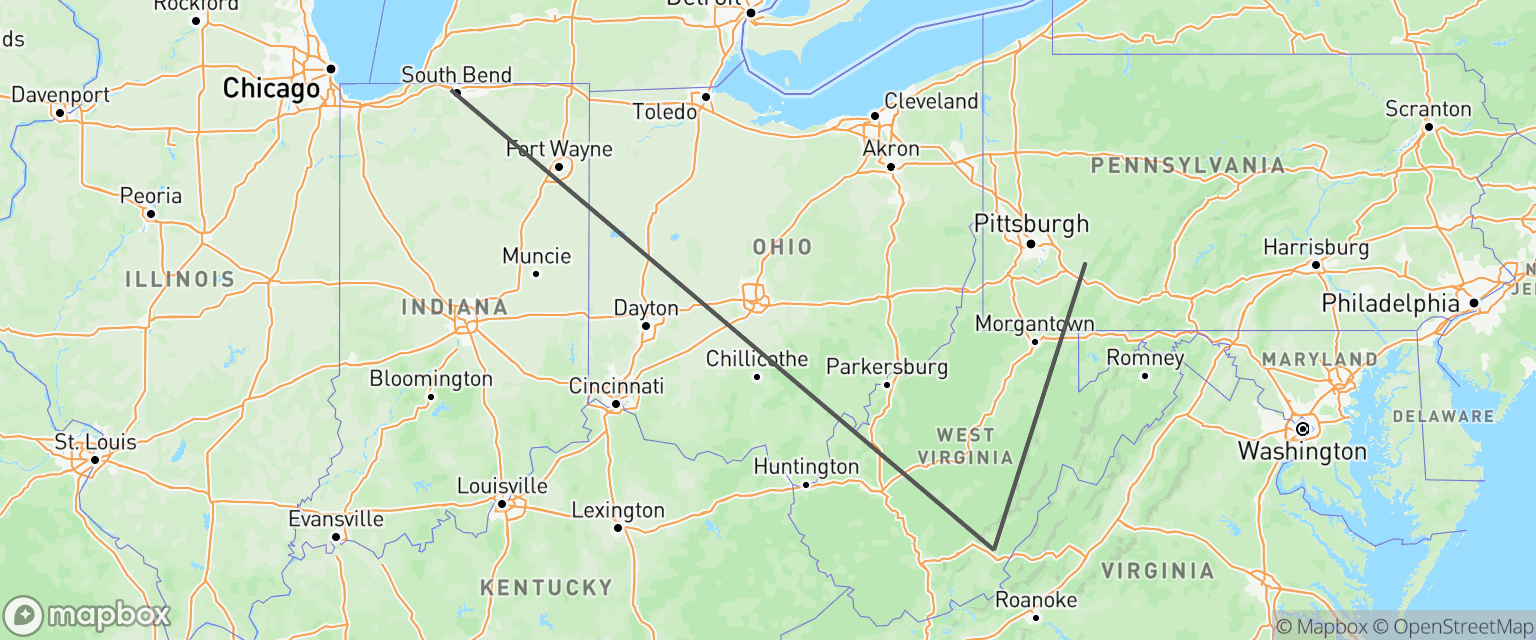 Rockford
Detroit
ds
Chicago
South Bend
Davenport
Toledo
Cleveland
Scranton
Fort Wayne
Akron
PENNSYLVANIA
Peoria
Pittsburgh
Muncie
OHIO
Harrisburg
ILLINOIS
INDIANA
Dayton
Philadelphia
N
JE
Morgantown
Chillicothe
Parkersburg
Romney
MARYLAND
Bloomington
Cincinnati
DELAWARE
St. Louis
WEST
VIRGINIA
Washington
Huntington
Louisville
Evansville
Lexington
KENTUCKY
VIRGINIA
Roanoke
mapbox
© Mapbox © OpenStreetMap